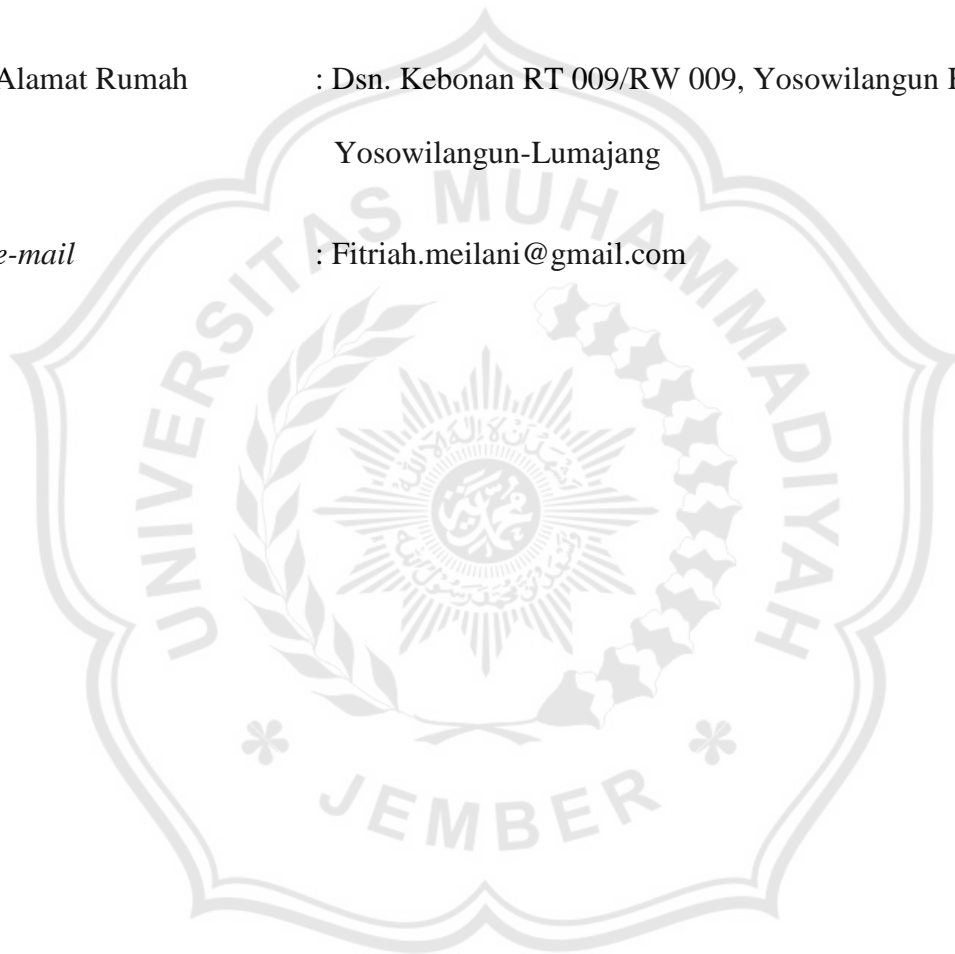 Alamat Rumah : Dsn. Kebonan RT 009/RW 009, Yosowilangun
Yosowilangun-Lumajang
e-mail : Fitriah.meilani@gmail.com
UNIVERSITAS MUHAMMADIYAH
JEMBER